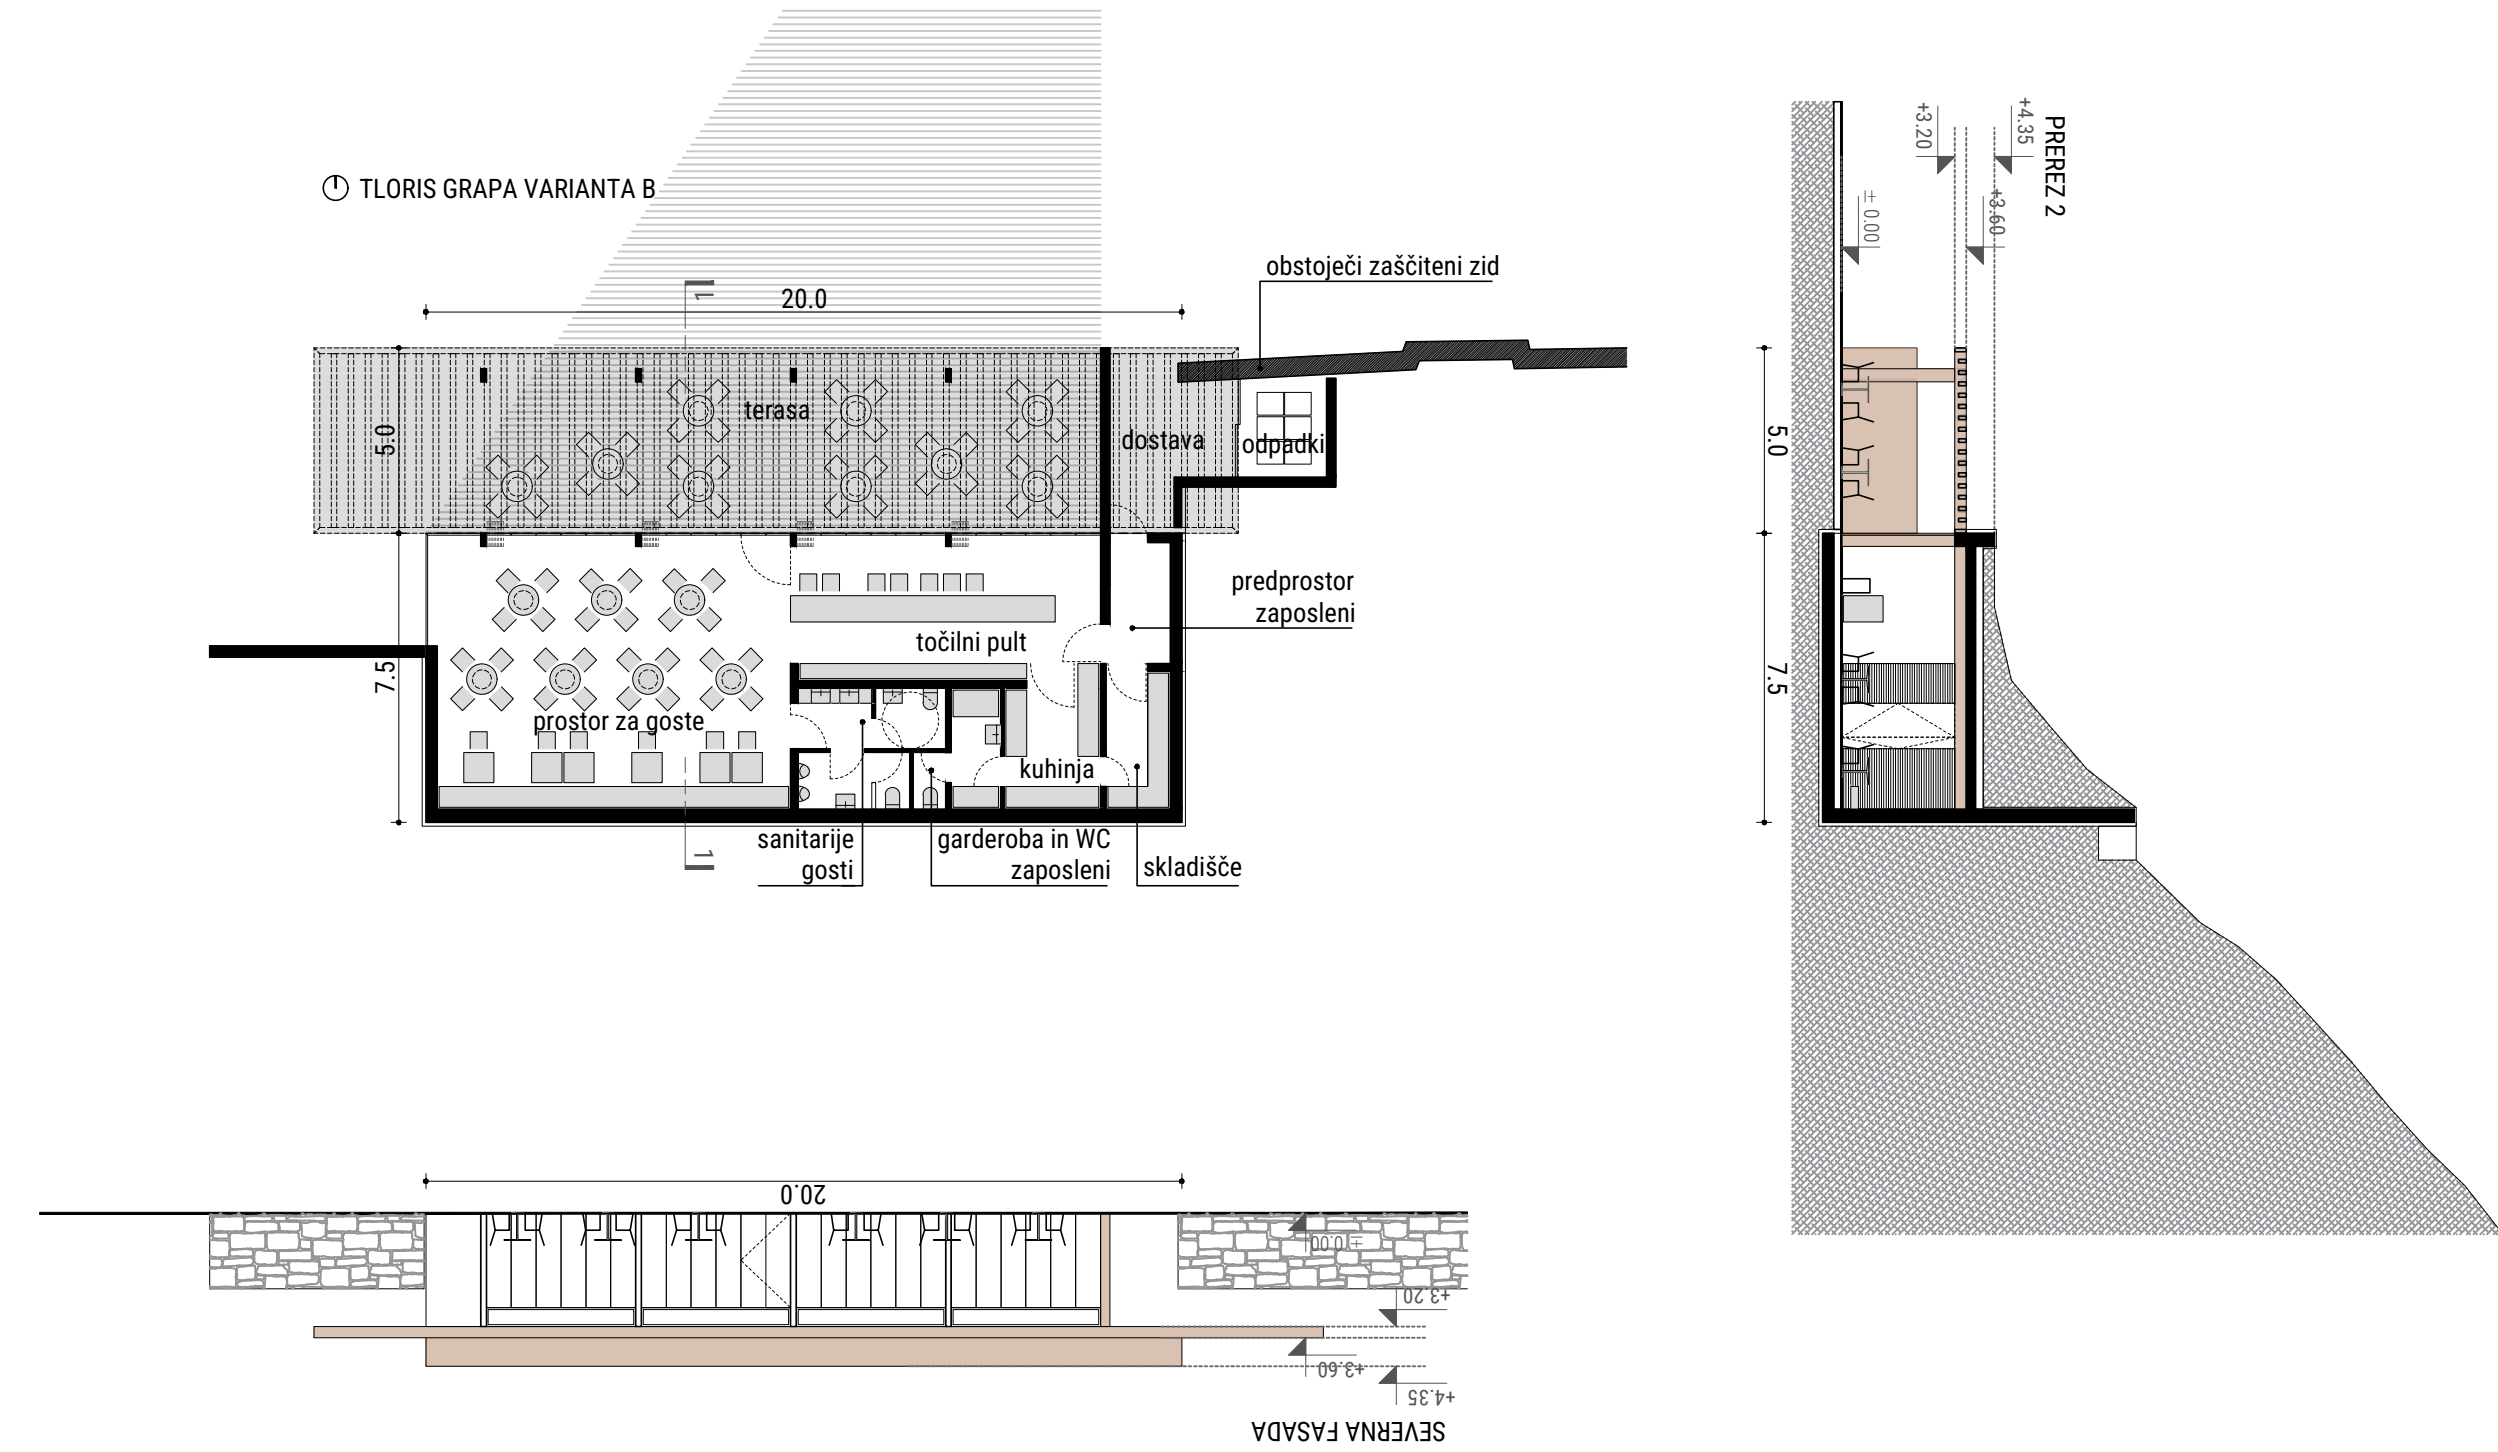 TLORIS GRAPA VARIANTA B
20.0
1
obstoječi zaščiteni zid
terasa
5.0
dostava
odpadki
predprostor
zaposleni
točilni pult
7.5
prostor za goste
kuhinja
sanitarije
gosti
garderoba in WC
zaposleni
skladišče
1
PREREZ 2
+4.35
+3.20
+3.60
± 0.00
5.0
7.5
20.0
± 0.00
+3.20
+3.60
+4.35
SEVERNA FASADA